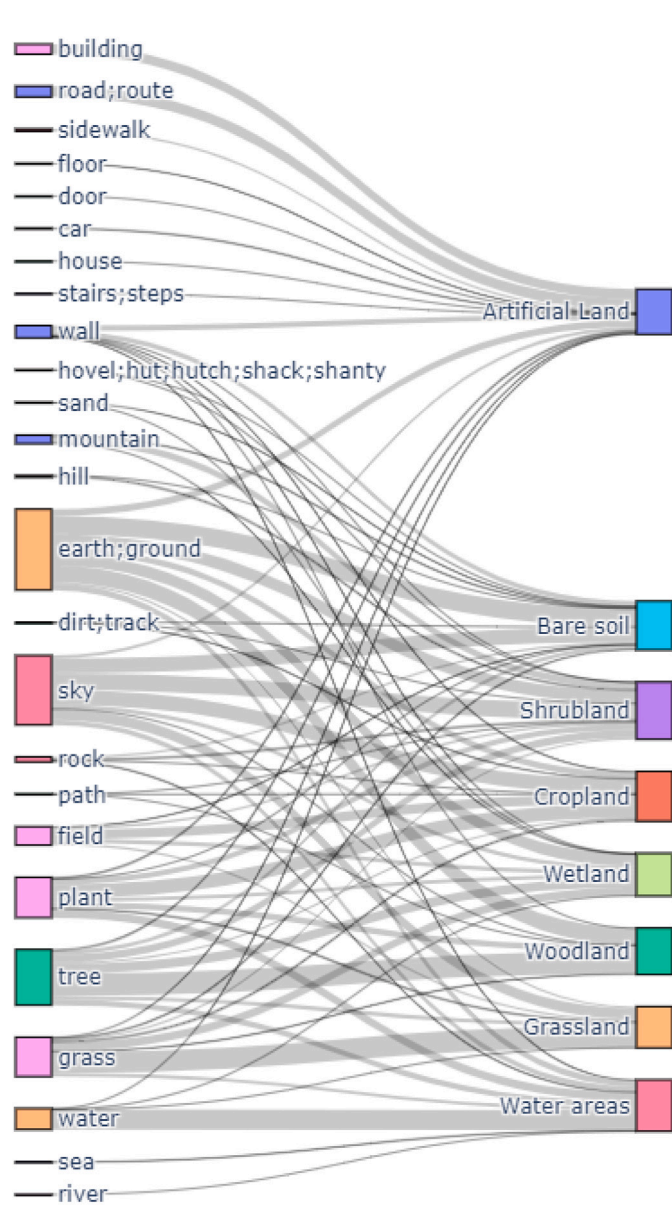 building
road;route
sidewalk
floor
door
car
house
stairs;steps
Artificial Land
wall
hovel;hut;hutch;shack;shanty
sand
mountain
hill
earth;ground
dirt;track
Bare soil
sky
Shrubland
rock
path
Cropland
field
Wetland
plant
Woodland
tree
Grassland
grass
Water areas
water
sea
river